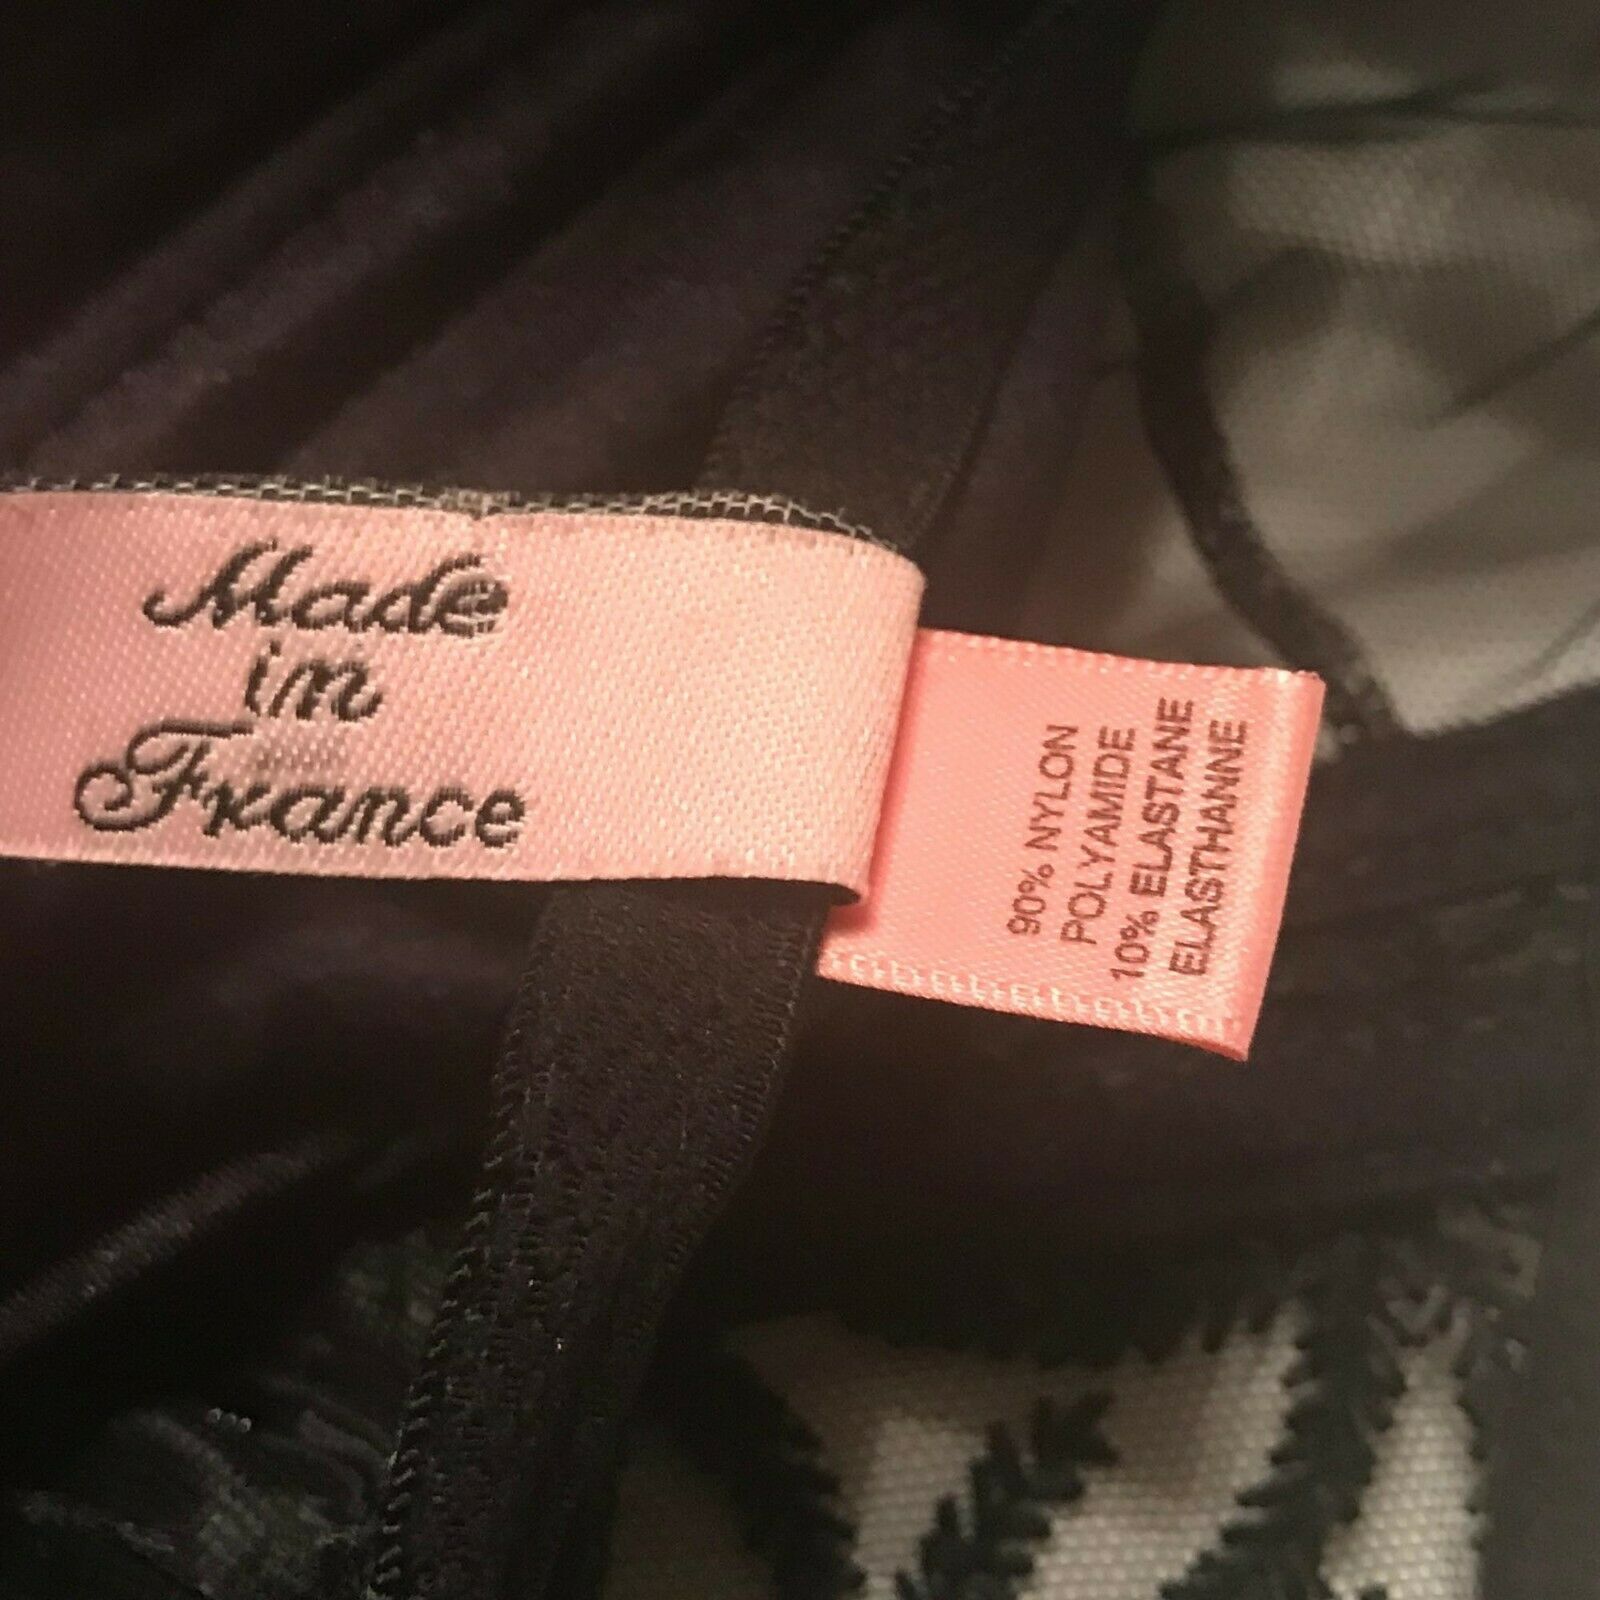 Made
in
France
90% NYLON
POLYAMIDE
10% ELASTANE
ELASTHANNE